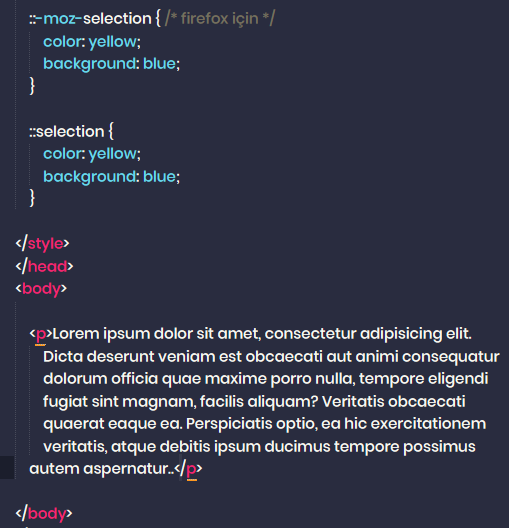 ::-moz-selection { /* firefox için */
color: yellow;
background: blue;
}
::selection {
color: yellow;
background: blue;
}
</style>
</head>
<body>
<p>Lorem ipsum dolor sit amet, consectetur adipisicing elit.
Dicta deserunt veniam est obcaecati aut animi consequatur
dolorum officia quae maxime porro nulla, tempore eligendi
fugiat sint magnam, facilis aliquam? Veritatis obcaecati
quaerat eaque ea. Perspiciatis optio, ea hic exercitationem
veritatis, atque debitis ipsum ducimus tempore possimus
autem aspernatur..</p>
</body>